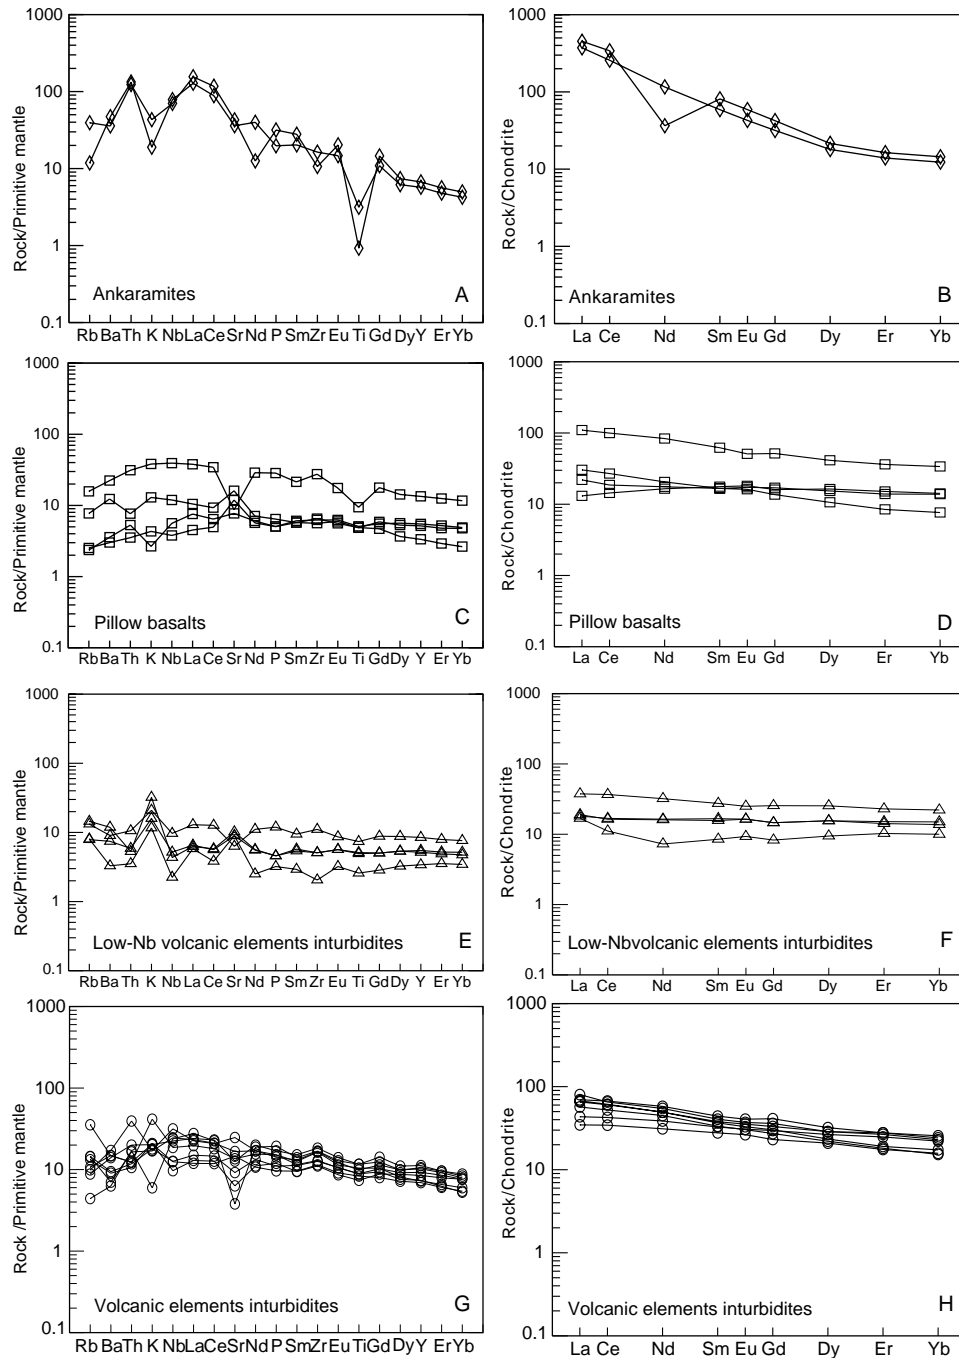 1000
100
10
1
0.1
Rock/Primitive mantle
Ankaramites
A
Rb Ba Th K Nb La Ce Sr Nd P Sm Zr Eu Ti Gd Dy Y Er Yb
1000
100
10
1
0.1
Rock/Chondrite
Ankaramites
B
La Ce Nd Sm Eu Gd Dy Er Yb
1000
100
10
1
0.1
Rock/Primitive mantle
Pillow basalts
C
Rb Ba Th K Nb La Ce Sr Nd P Sm Zr Eu Ti Gd Dy Y Er Yb
1000
100
10
1
0.1
Rock/Chondrite
Pillow basalts
D
La Ce Nd Sm Eu Gd Dy Er Yb
1000
100
10
1
0.1
Rock/Primitive mantle
Low-Nb volcanic elements inturbidites
E
Rb Ba Th K Nb La Ce Sr Nd P Sm Zr Eu Ti Gd Dy Y Er Yb
1000
100
10
1
0.1
Rock/Chondrite
Low-Nbvolcanic elements inturbidites
F
La Ce Nd Sm Eu Gd Dy Er Yb
1000
100
10
1
0.1
Rock /Primitive mantle
Volcanic elements inturbidites
G
Rb Ba Th K Nb La Ce Sr Nd P Sm Zr Eu Ti Gd Dy Y Er Yb
1000
100
10
1
0.1
Rock/Chondrite
Volcanic elements inturbidites
H
La Ce Nd Sm Eu Gd Dy Er Yb